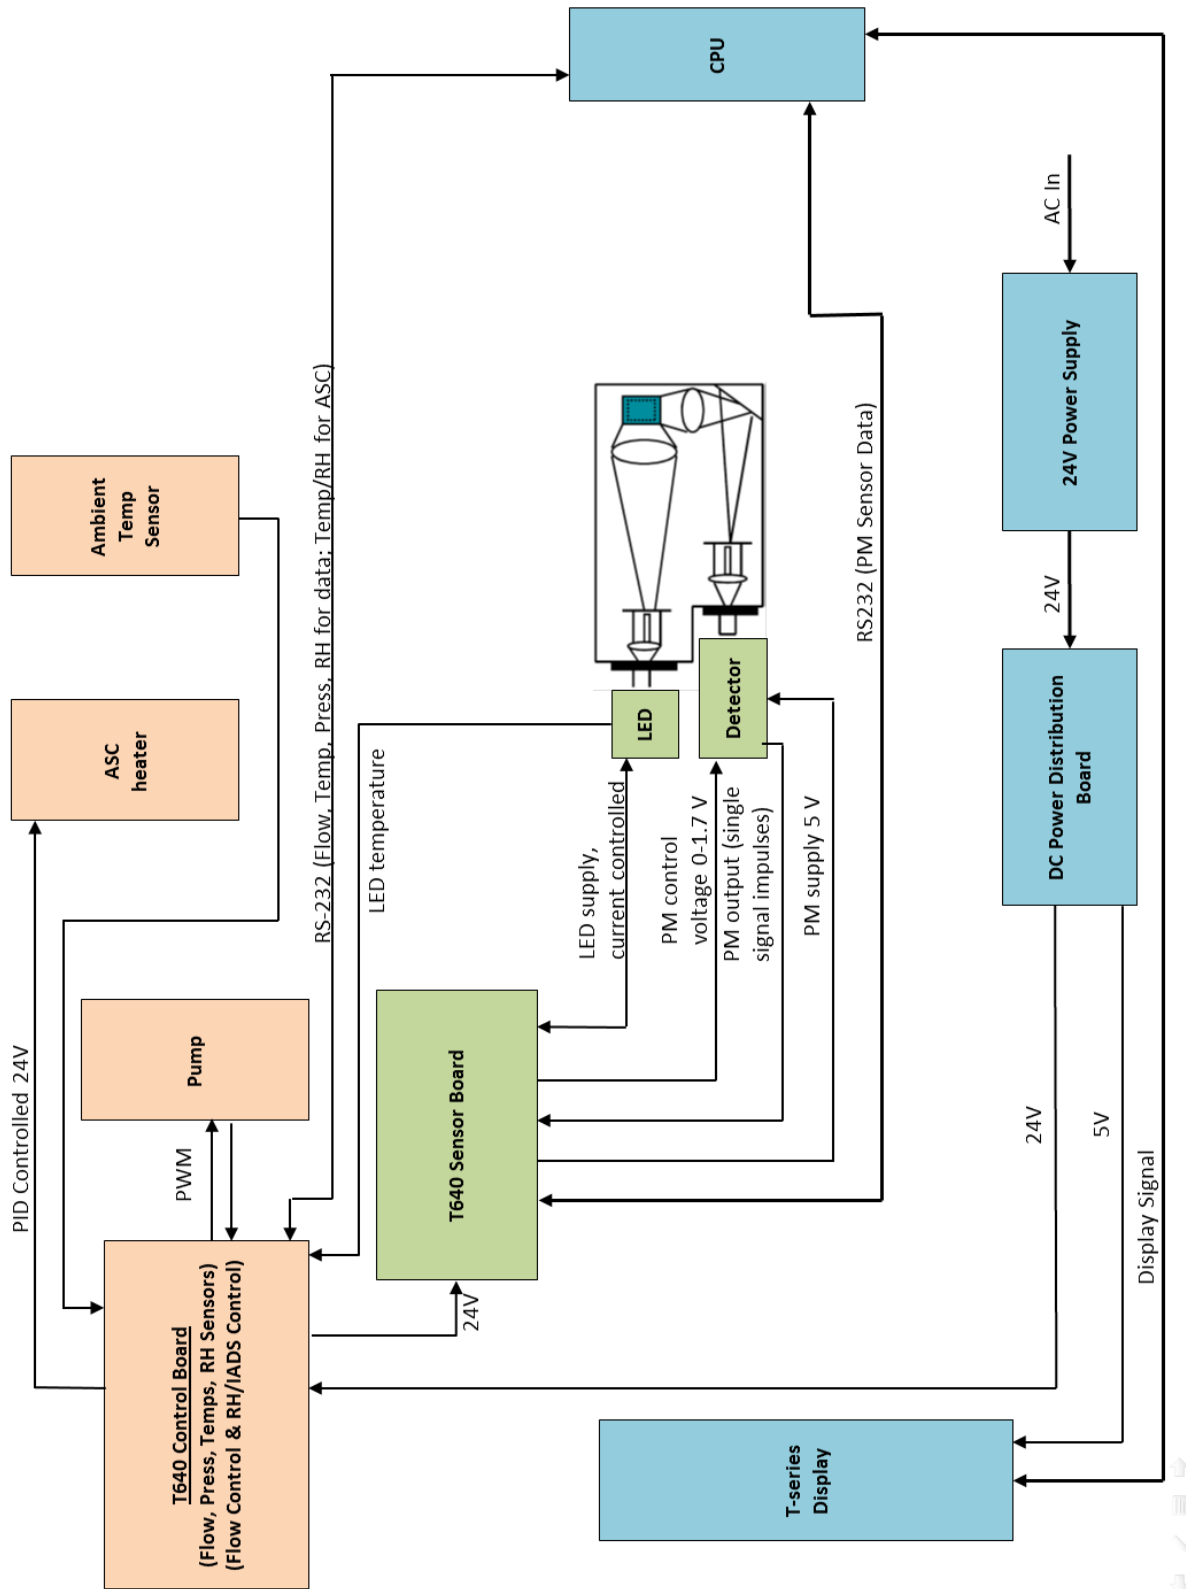 T640 Control Board
(Flow, Press, Temps, RH Sensors)
(Flow Control & RH/IADS Control)
PID Controlled 24V
PWM
Pump
ASC
heater
Ambient
Temp
Sensor
RS-232 (Flow, Temp, Press, RH for data; Temp/RH for ASC)
LED temperature
24V
T640 Sensor Board
LED supply,
current controlled
PM control
voltage 0-1.7 V
PM output (single
signal impulses)
PM supply 5 V
LED
Detector
RS232 (PM Sensor Data)
CPU
T-series
Display
24V
5V
Display Signal
DC Power Distribution
Board
24V
24V Power Supply
AC In